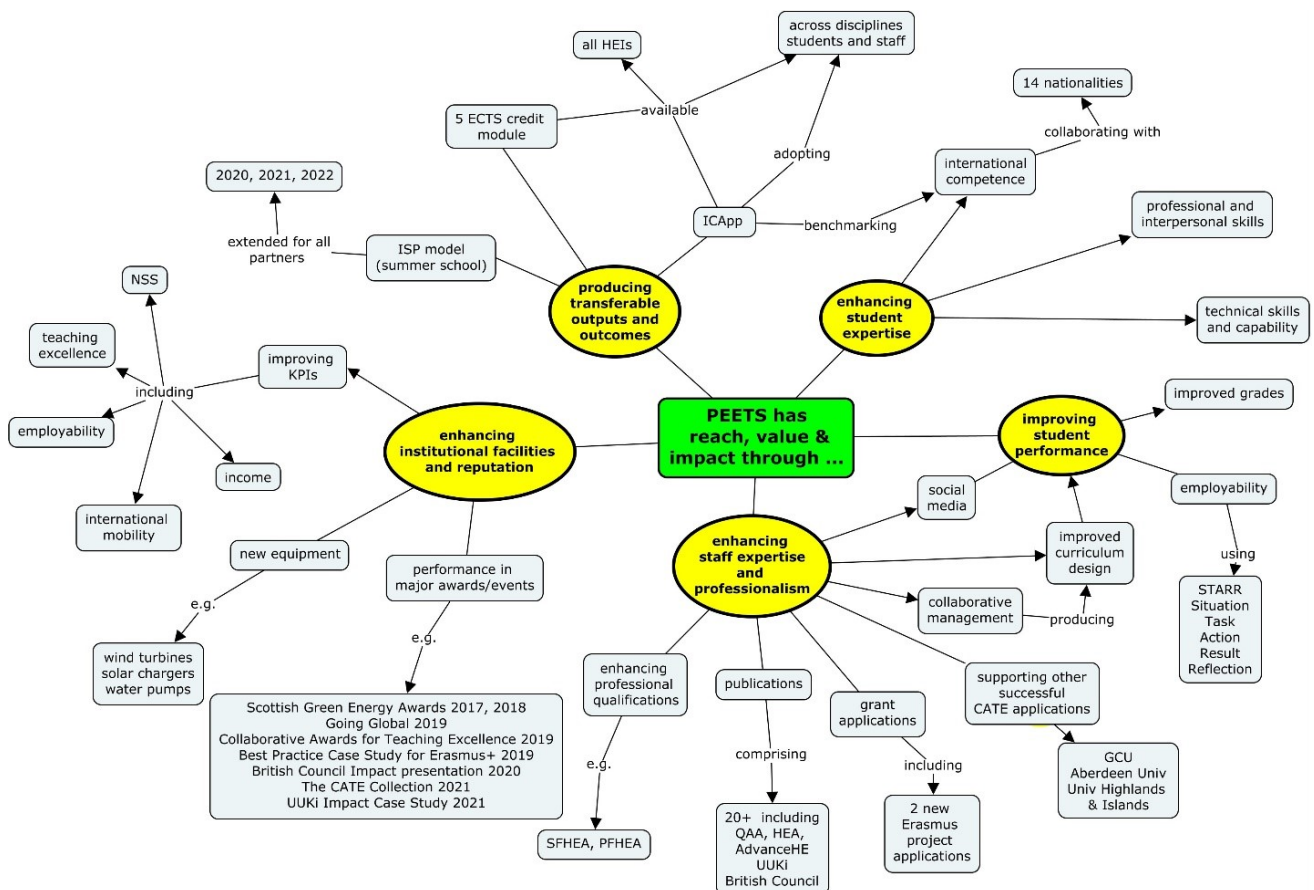 all HEIs
across disciplines
students and staff
14 nationalities
5 ECTS credit
module
available
collaborating with
adopting
international
competence
2020, 2021, 2022
ICApp
benchmarking
professional and
interpersonal skills
extended for all
partners
ISP model
(summer school)
NSS
producing
transferable
outputs and
outcomes
enhancing
student
expertise
technical skills
and capability
teaching
excellence
improving
KPIs
including
employability
income
international
mobility
enhancing
institutional facilities
and reputation
PEETS has
reach, value &
impact through ...
improving
student
performance
improved grades
employability
using
STARR
Situation
Task
Action
Result
Reflection
social
media
enhancing
staff expertise
and
professionalism
improved
curriculum
design
collaborative
management
producing
new equipment
e.g.
wind turbines
solar chargers
water pumps
performance in
major awards/events
e.g.
Scottish Green Energy Awards 2017, 2018
Going Global 2019
Collaborative Awards for Teaching Excellence 2019
Best Practice Case Study for Erasmus+ 2019
British Council Impact presentation 2020
The CATE Collection 2021
UUKi Impact Case Study 2021
enhancing
professional
qualifications
e.g.
SFHEA, PFHEA
publications
comprising
20+ including
QAA, HEA,
AdvanceHE
UUKi
British Council
grant
applications
including
2 new
Erasmus
project
applications
supporting other
successful
CATE applications
GCU
Aberdeen Univ
Univ Highlands
& Islands